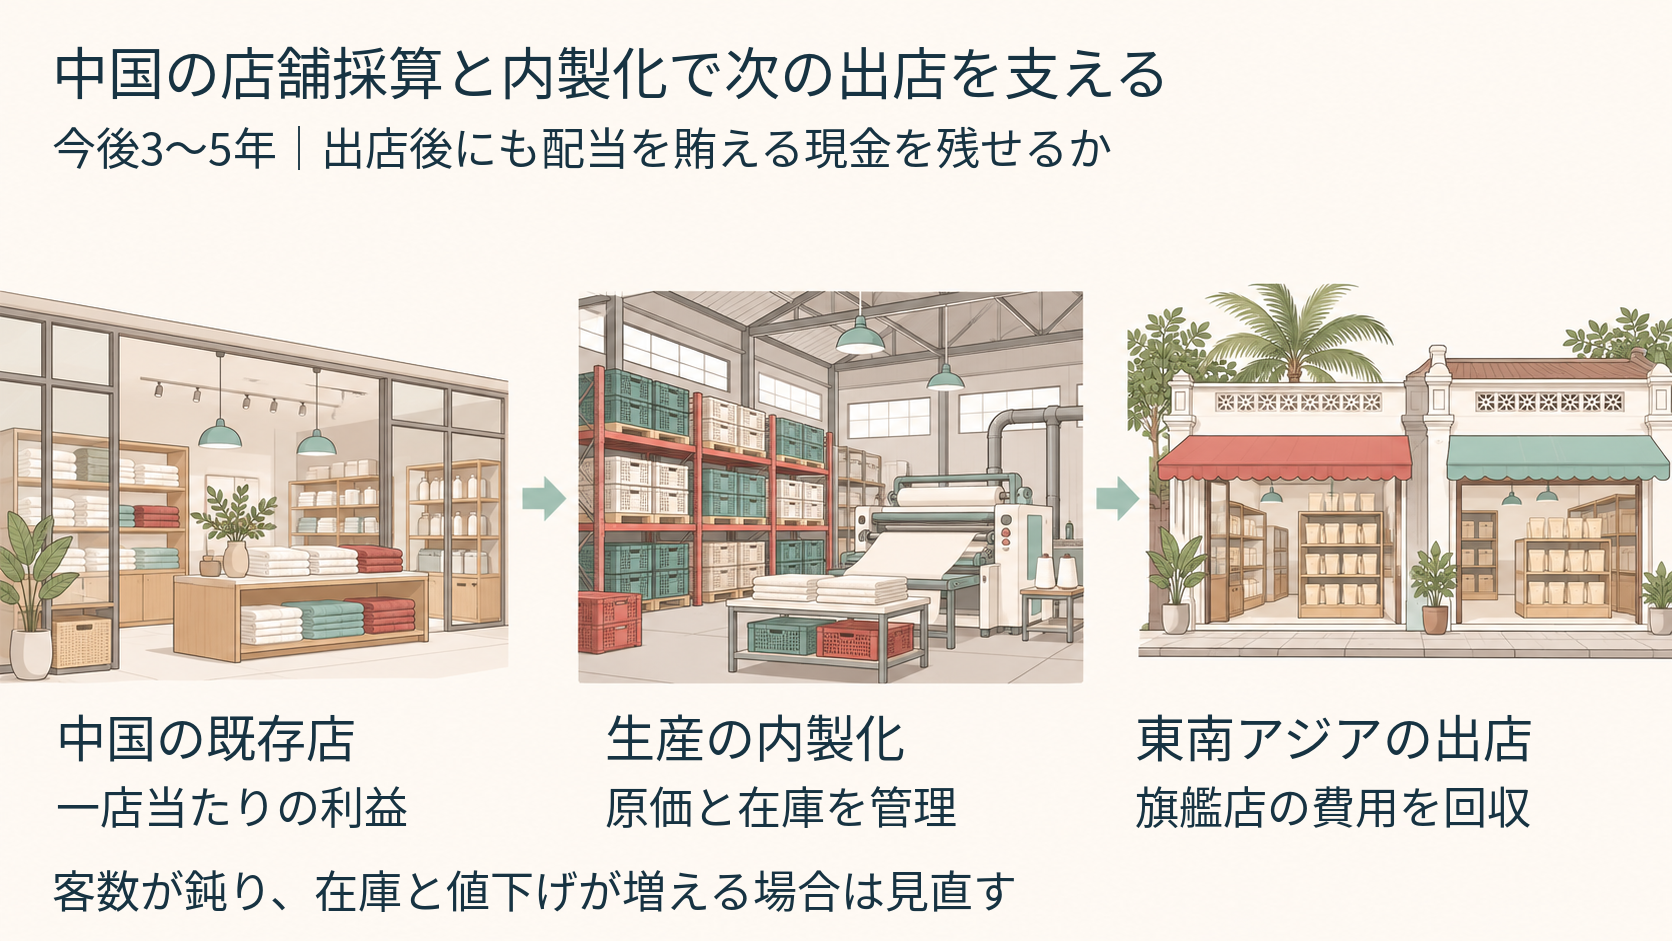 中国の店舗採算と内製化で次の出店を支える
今後3〜5年｜出店後にも配当を賄える現金を残せるか
中国の既存店
一店当たりの利益
生産の内製化
原価と在庫を管理
東南アジアの出店
旗艦店の費用を回収
客数が鈍り、在庫と値下げが増える場合は見直す